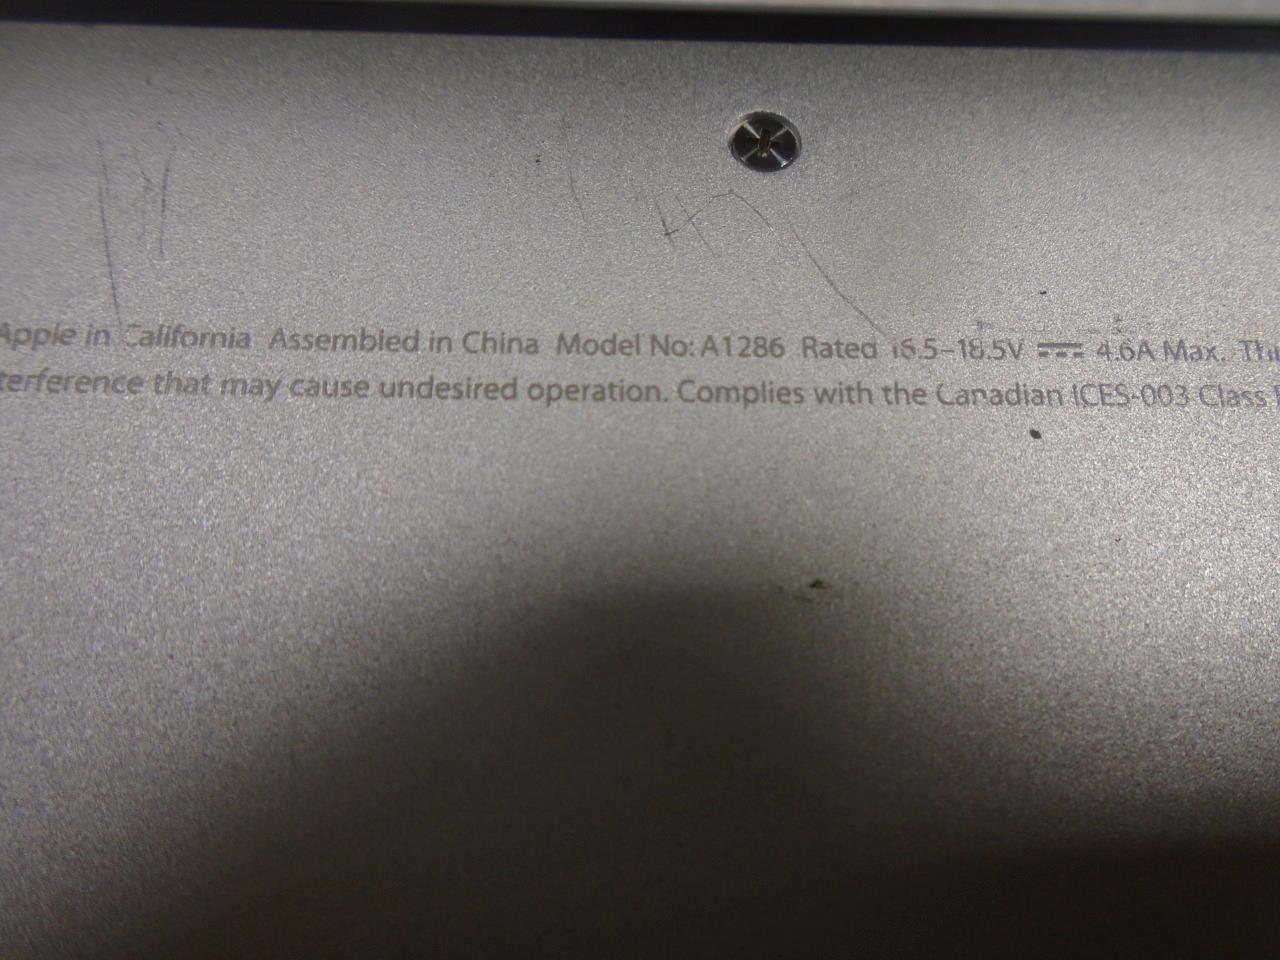 Apple in California Assembled in China Model No: A1286 Rated 16.5-18.5V ⎓ 4.6A Max.
that may cause undesired operation. Complies with the Canadian ICES-003 Class